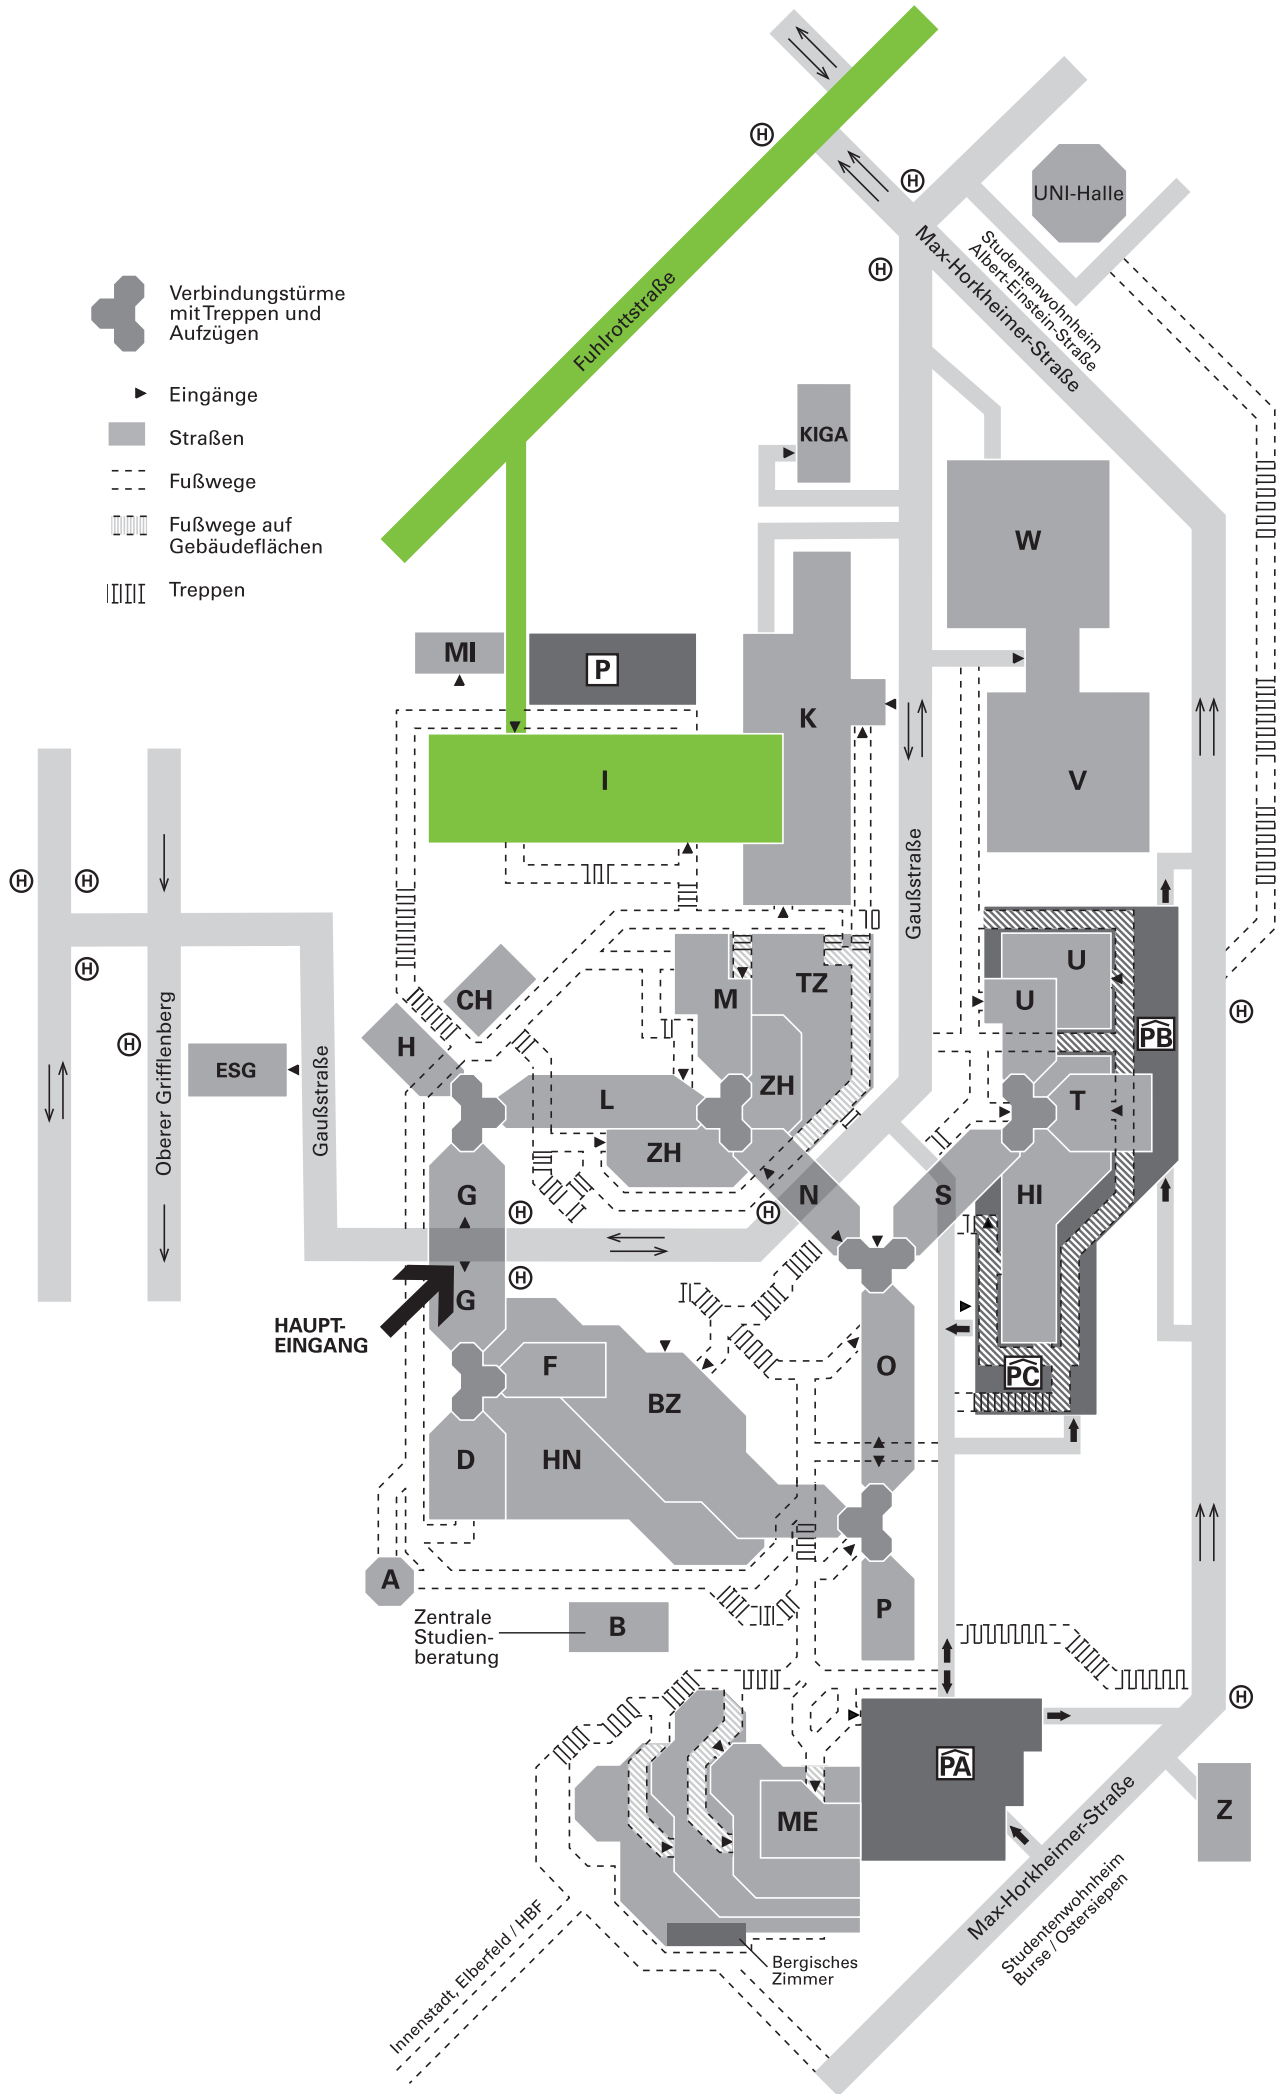 H
H
H
UNI-Halle
Max-Horkheimer-Straße
Studentenwohnheim
Albert-Einstein-Straße
Fuhlrottstraße
Verbindungstürme
mit Treppen und
Aufzügen
Eingänge
Straßen
Fußwege
Fußwege auf
Gebäudeflächen
Treppen
KIGA
W
MI
P
K
I
V
Gaußstraße
H
H
H
H
Oberer Grifflenberg
ESG
Gaußstraße
CH
H
M
TZ
U
U
PB
H
L
ZH
ZH
T
G
N
S
HI
H
H
H
G
HAUPT-
EINGANG
F
BZ
O
PC
D
HN
A
Zentrale
Studien-
beratung
B
P
H
PA
ME
Z
Max-Horkheimer-Straße
Studentenwohnheim
Burse / Ostersiepen
Bergisches
Zimmer
Innenstadt, Elberfeld / HBF